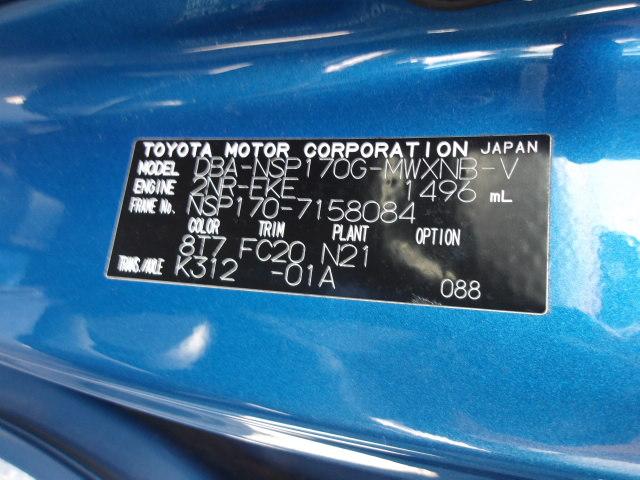 TOYOTA MOTOR CORPORATION JAPAN
MODEL DBA-NSP170G-MWXNB-V
ENGINE 2NR-FKE 1496 mL
FRAME No. NSP170-7158084
COLOR TRIM PLANT OPTION
8T7 FC20 N21
TRANS./AXLE K312 -01A
088